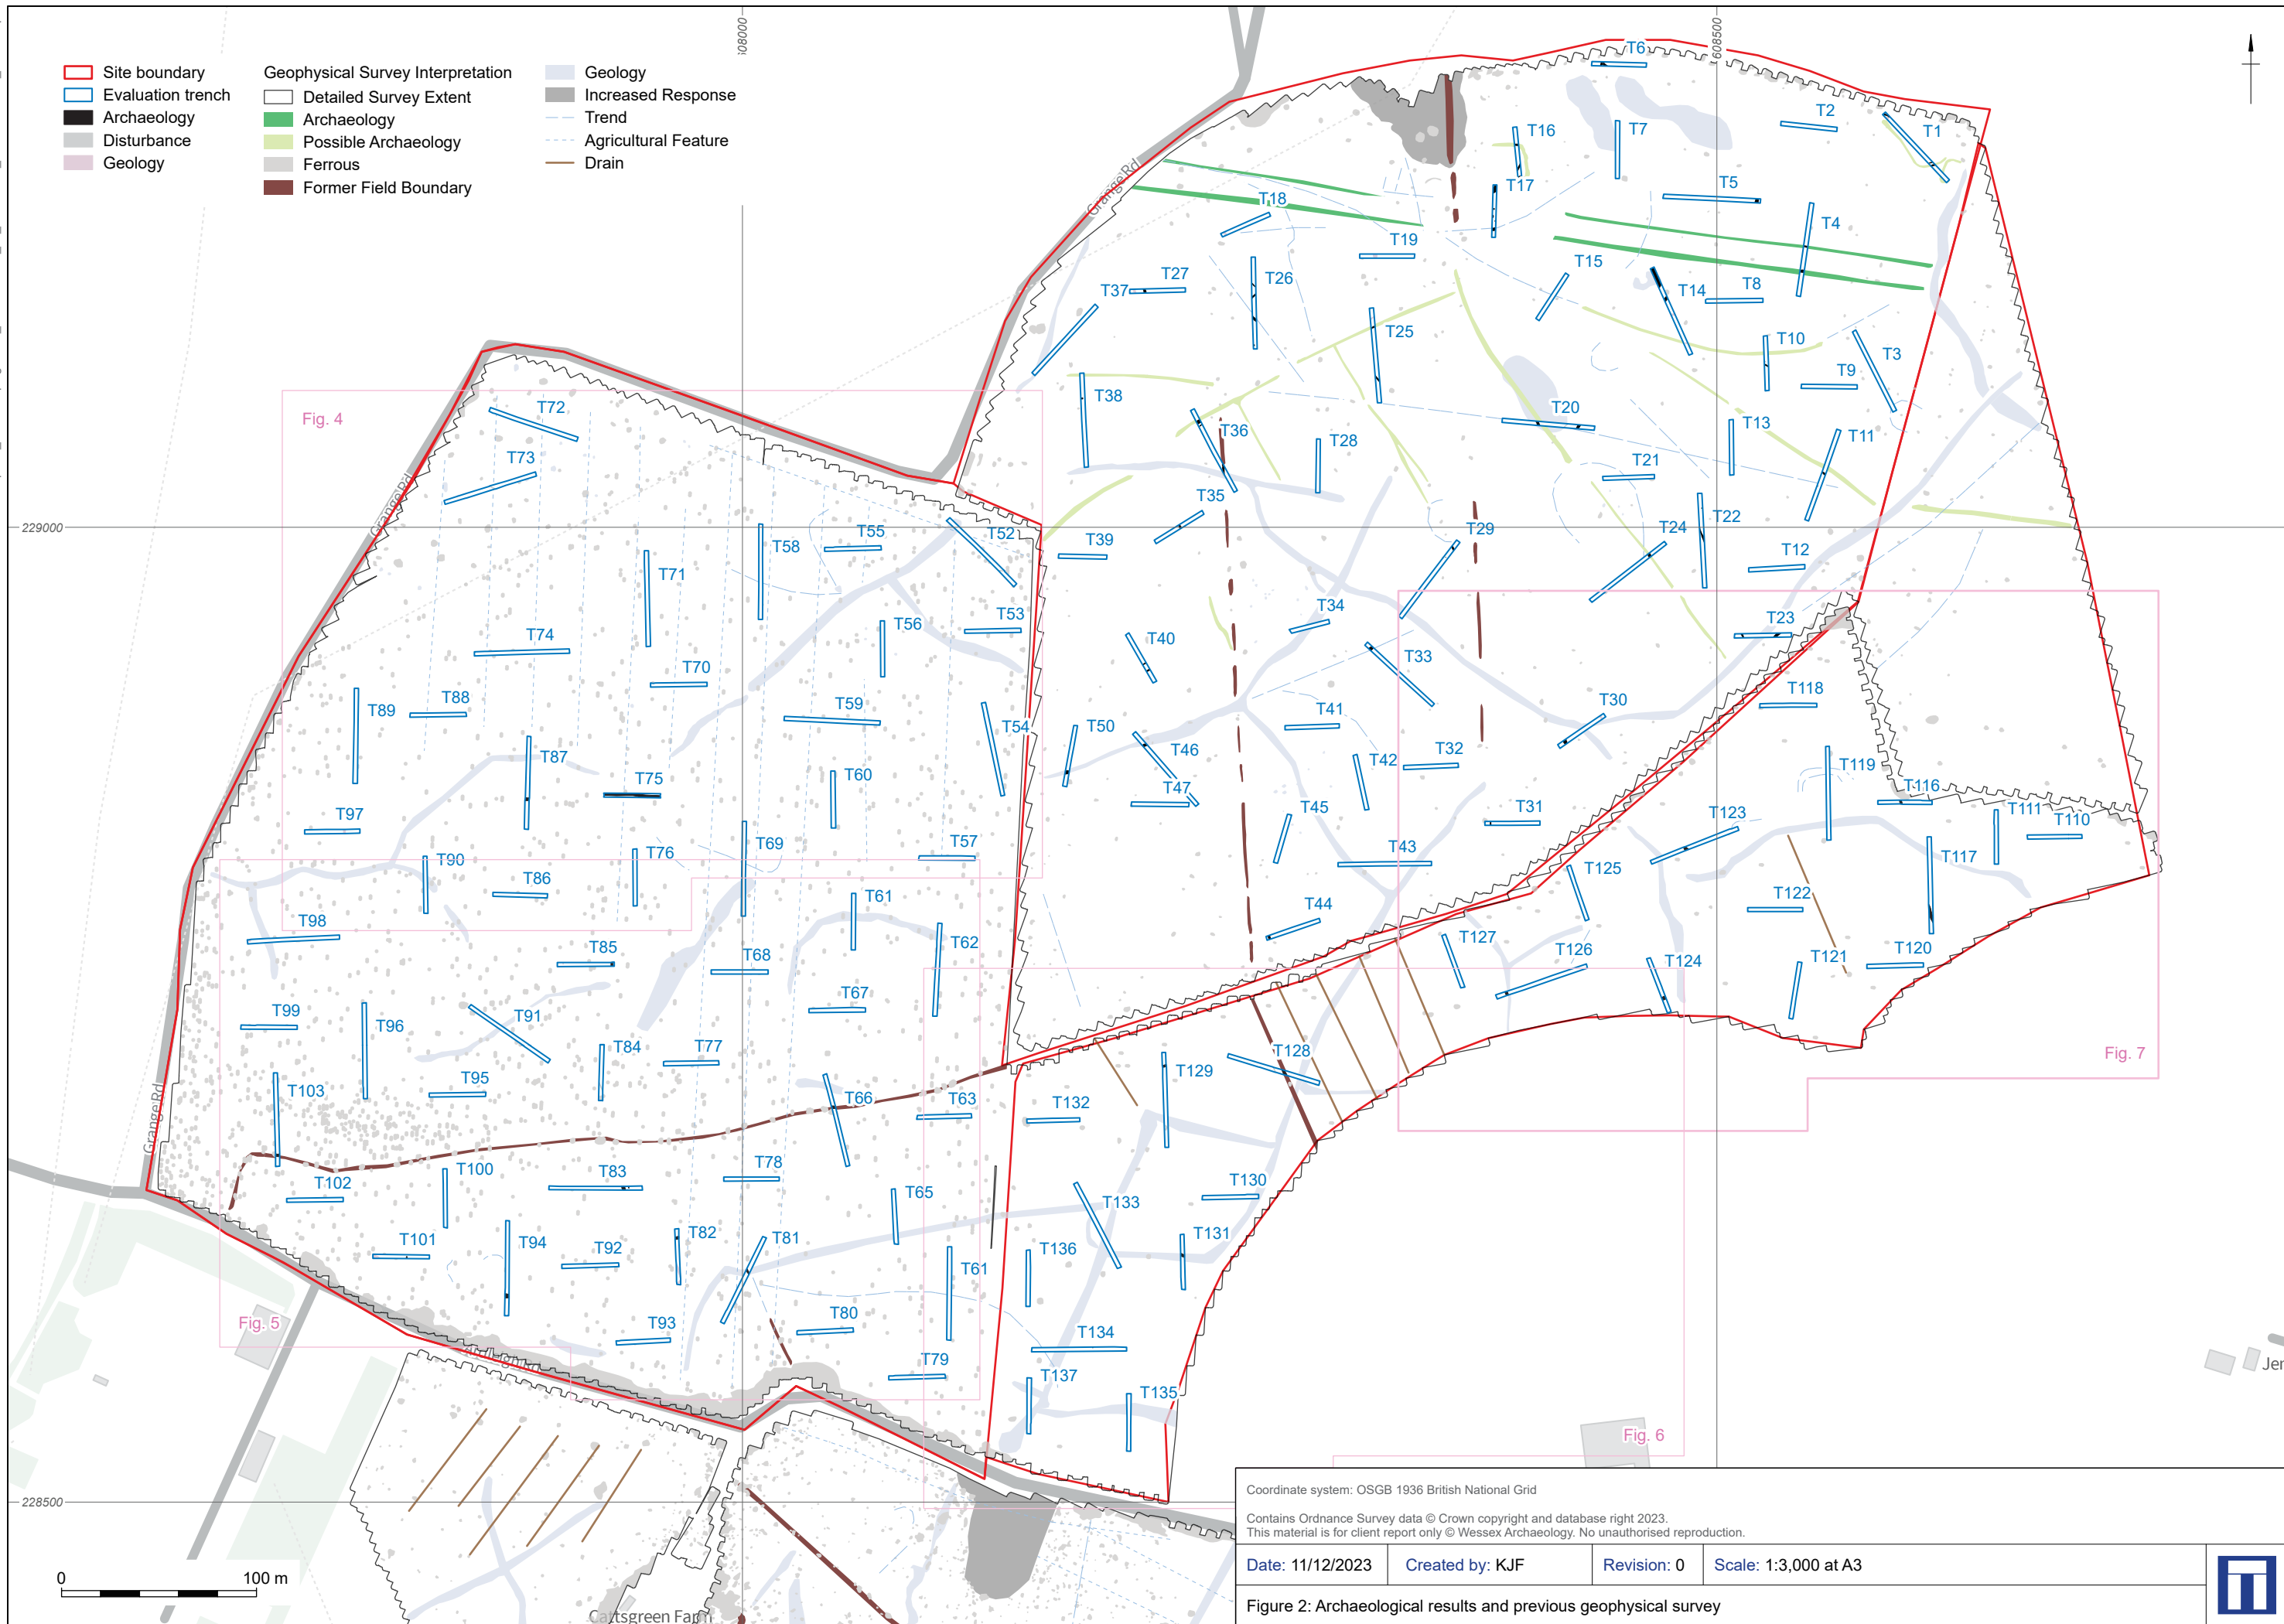 Site boundary
Evaluation trench
Archaeology
Disturbance
Geology
Geophysical Survey Interpretation
Detailed Survey Extent
Archaeology
Possible Archaeology
Ferrous
Former Field Boundary
Geology
Increased Response
Trend
Agricultural Feature
Drain
608500
T6
T2
T1
T16
T7
T17
T5
T4
T18
T19
T15
T14
T8
T27
T37
T26
T25
T10
T3
T9
T38
T20
T13
T11
T36
T28
T21
T35
T22
T24
T29
T12
T39
T34
T23
T40
T33
T30
T118
T41
T50
T46
T42
T32
T47
T45
T31
T43
T44
T119
T116
T111
T110
T123
T117
T125
T122
T127
T126
T124
T121
T120
Grange Rd
Fig. 4
T72
T73
Grange Rd
229000
T52
T55
T58
T71
T53
T56
T74
T70
T59
T54
T89
T88
T87
T75
T60
T97
T69
T57
T90
T76
T86
T61
T98
T62
T85
T68
T67
T99
T96
T91
T84
T77
T95
T103
T66
T63
Grange Rd
T100
T83
T78
T102
T65
T101
T94
T82
T92
T81
T61
T93
T80
T79
Fig. 5
T128
T129
T132
T130
T133
T131
T136
T134
T137
T135
Fig. 7
Fig. 6
228500
0
100 m
Cattsgreen Farm
Jer
Coordinate system: OSGB 1936 British National Grid
Contains Ordnance Survey data © Crown copyright and database right 2023.
This material is for client report only © Wessex Archaeology. No unauthorised reproduction.
Date: 11/12/2023
Created by: KJF
Revision: 0
Scale: 1:3,000 at A3
Figure 2: Archaeological results and previous geophysical survey